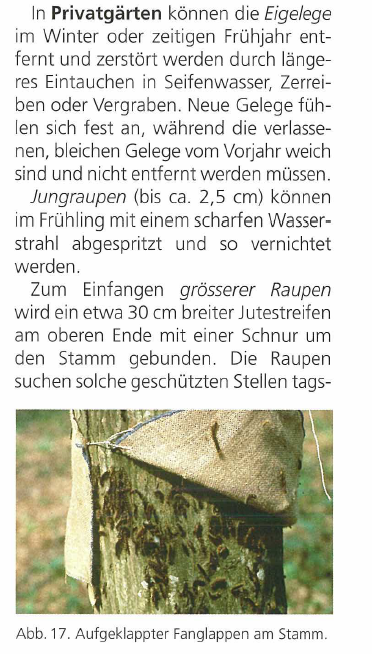 In Privatgärten können die Eigelege
im Winter oder zeitigen Frühjahr ent-
fernt und zerstört werden durch länge-
res Eintauchen in Seifenwasser, Zerrei-
ben oder Vergraben. Neue Gelege füh-
len sich fest an, während die verlasse-
nen, bleichen Gelege vom Vorjahr weich
sind und nicht entfernt werden müssen.
Jungraupen (bis ca. 2,5 cm) können
im Frühling mit einem scharfen Wasser-
strahl abgespritzt und so vernichtet
werden.
Zum Einfangen grösserer Raupen
wird ein etwa 30 cm breiter Jutestreifen
am oberen Ende mit einer Schnur um
den Stamm gebunden. Die Raupen
suchen solche geschützten Stellen tags-
Abb. 17. Aufgeklappter Fanglappen am Stamm.